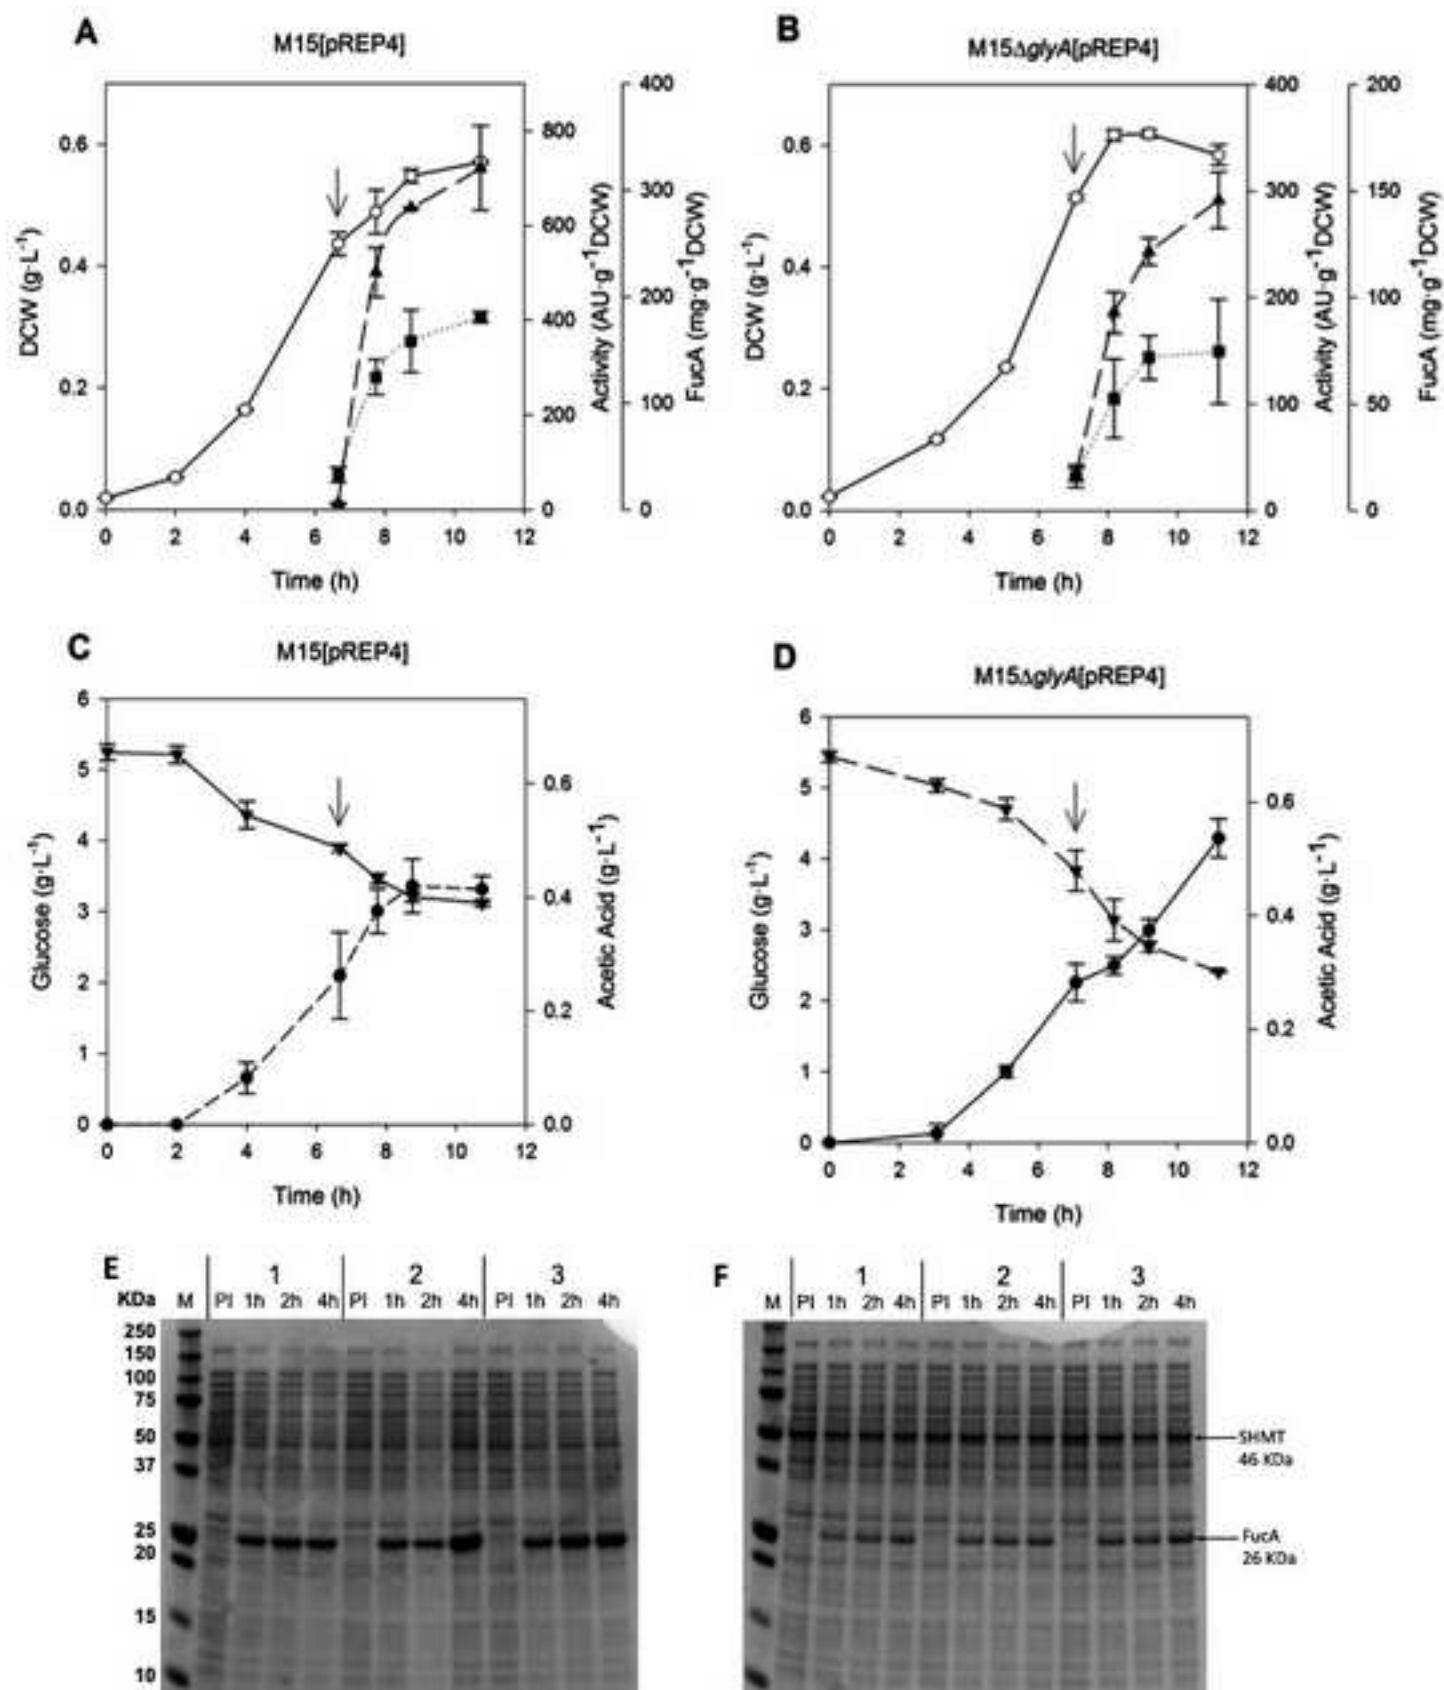 A
M15[pREP4]
DCW (g·L⁻¹)
0.6
0.4
0.2
0.0
0 2 4 6 8 10 12
Time (h)
800
600
400
200
0
Activity (AU·g⁻¹DCW)
400
300
200
100
0
FucA (mg·g⁻¹DCW)
B
M15ΔglyA[pREP4]
DCW (g·L⁻¹)
0.6
0.4
0.2
0.0
0 2 4 6 8 10 12
Time (h)
400
300
200
100
0
Activity (AU·g⁻¹DCW)
200
150
100
50
0
FucA (mg·g⁻¹DCW)
C
M15[pREP4]
Glucose (g·L⁻¹)
6
5
4
3
2
1
0
0 2 4 6 8 10 12
Time (h)
0.6
0.4
0.2
0.0
Acetic Acid (g·L⁻¹)
D
M15ΔglyA[pREP4]
Glucose (g·L⁻¹)
6
5
4
3
2
1
0
0 2 4 6 8 10 12
Time (h)
0.6
0.4
0.2
0.0
Acetic Acid (g·L⁻¹)
E
1 2 3
KDa M PI 1h 2h 4h PI 1h 2h 4h PI 1h 2h 4h
250
150
100
75
50
37
25
20
15
10
F
1 2 3
M PI 1h 2h 4h PI 1h 2h 4h PI 1h 2h 4h
SHMT
46 KDa
FucA
26 KDa